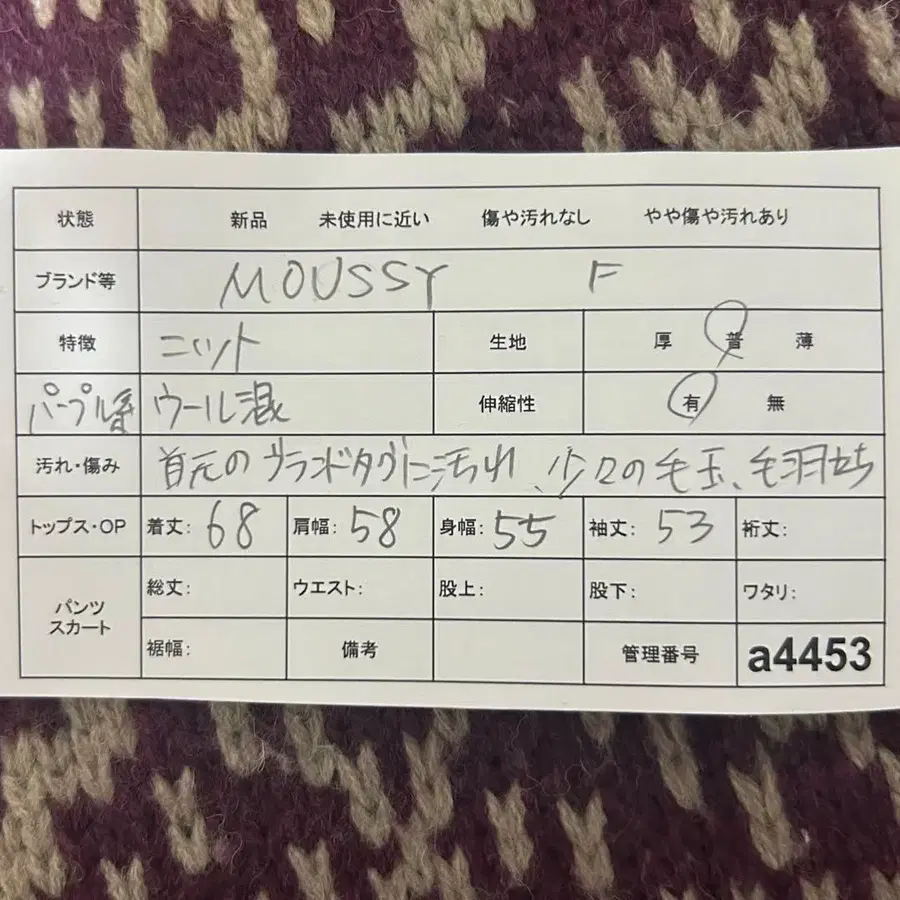 状態 新品 未使用に近い 傷や汚れなし やや傷や汚れあり
ブランド等 MOUSSY F
特徴 ニット 生地 厚 普 薄
パープル系 ウール混 伸縮性 有 無
汚れ・傷み 首元のブランドタグに汚れ、少々の毛玉、毛羽立ち
トップス・OP 着丈: 68 肩幅: 58 身幅: 55 袖丈: 53 裄丈:
パンツ スカート 総丈: ウエスト: 股上: 股下: ワタリ:
裾幅: 備考 管理番号 a4453